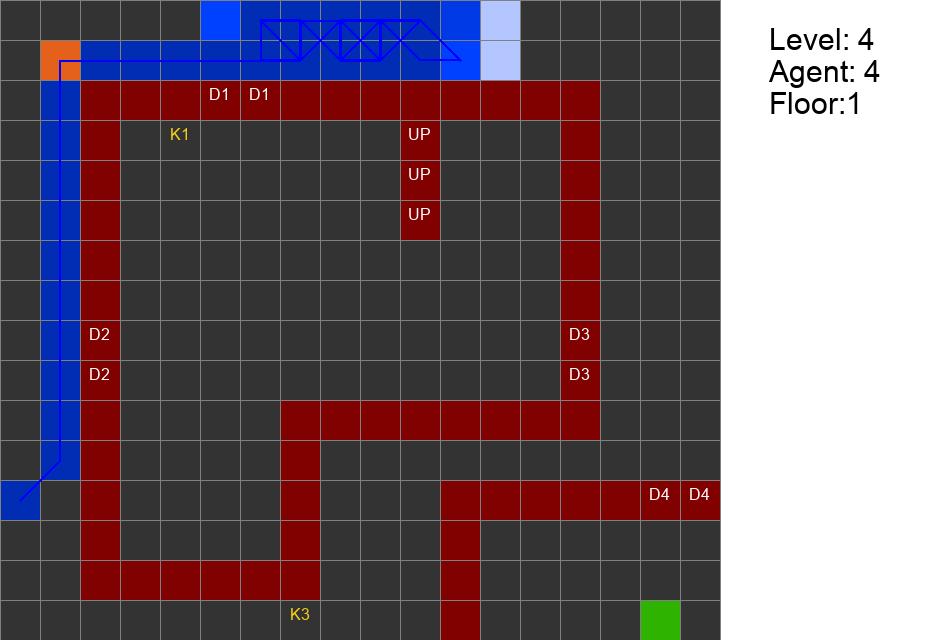 Level: 4
Agent: 4
Floor:1
D1 D1
K1 UP
UP
UP
D2 D3
D2 D3
D4 D4
K3